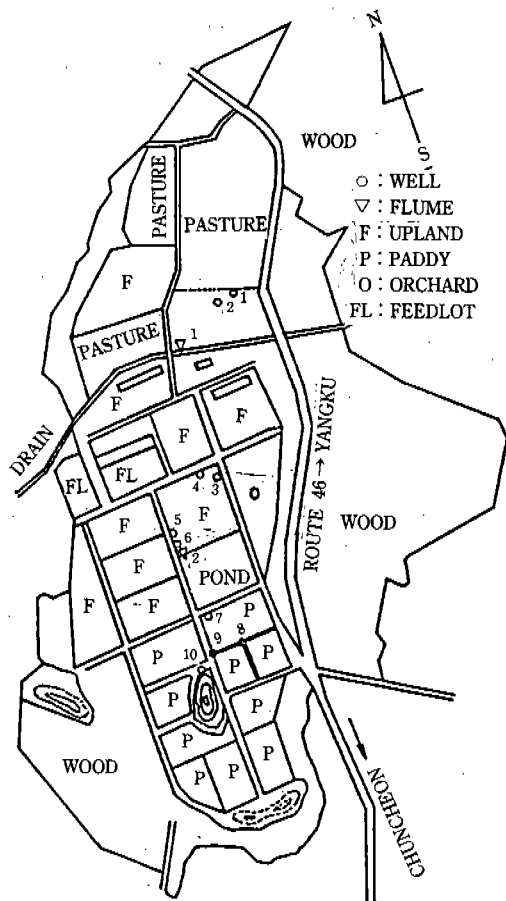 N
S
WOOD
○ : WELL
▽ : FLUME
F : UPLAND
P : PADDY
O : ORCHARD
FL : FEEDLOT
PASTURE
PASTURE
F
1
2
PASTURE
1
F
F
F
DRAIN
FL
FL
4
3
O
F
F
5
6
2
F
F
F
POND
ROUTE 46 → YANGKU
WOOD
7
P
8
9
P
P
P
10
P
P
P
P
P
P
WOOD
CHUNCHEON